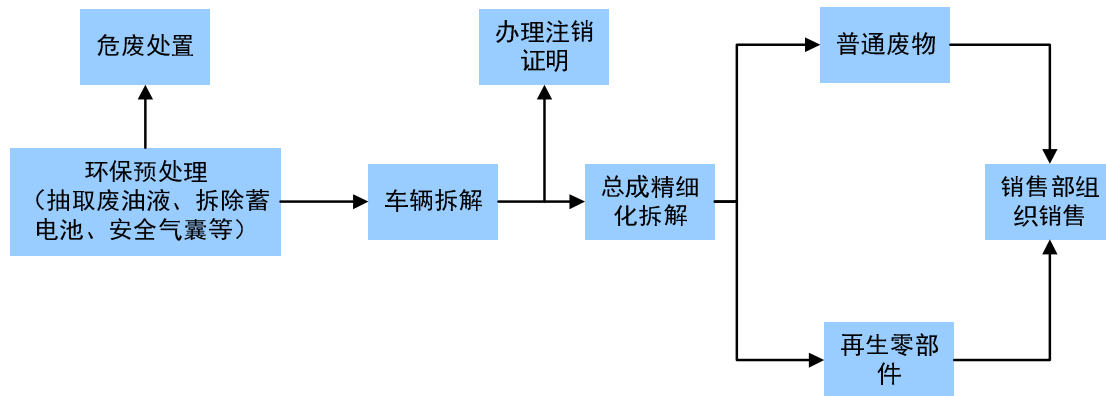 危废处置
环保预处理
（抽取废油液、拆除蓄
电池、安全气囊等）
车辆拆解
办理注销
证明
总成精细
化拆解
普通废物
再生零部
件
销售部组
织销售